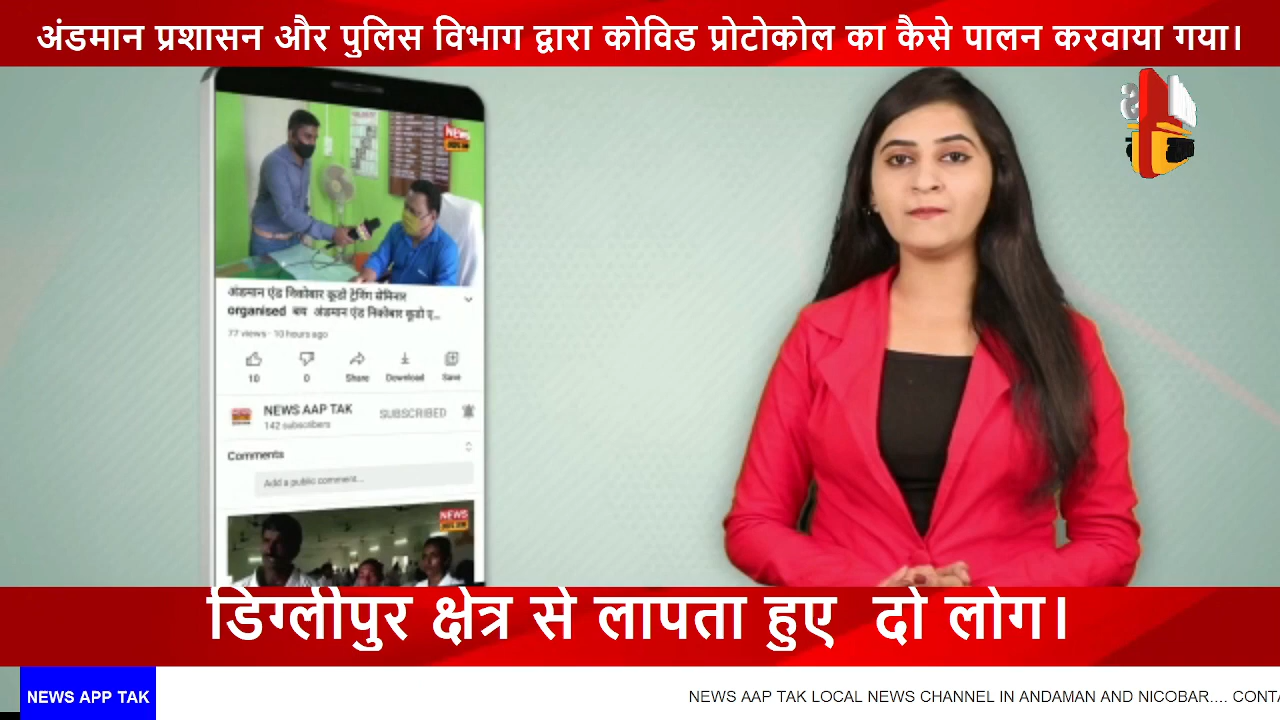 अंडमान प्रशासन और पुलिस विभाग द्वारा कोविड प्रोटोकोल का कैसे पालन करवाया गया।
NEWS
अंडमान एंड निकोबार कूडो ट्रेनिंग सेमिनार
organised बय अंडमान एंड निकोबार कूडो ए...
77 views · 10 hours ago
10
0
Share
Download
Save
NEWS AAP TAK
SUBSCRIBED
142 subscribers
Comments
Add a public comment...
NEWS
डिग्लीपुर क्षेत्र से लापता हुए दो लोग।
NEWS APP TAK
NEWS AAP TAK LOCAL NEWS CHANNEL IN ANDAMAN AND NICOBAR.... CONTA